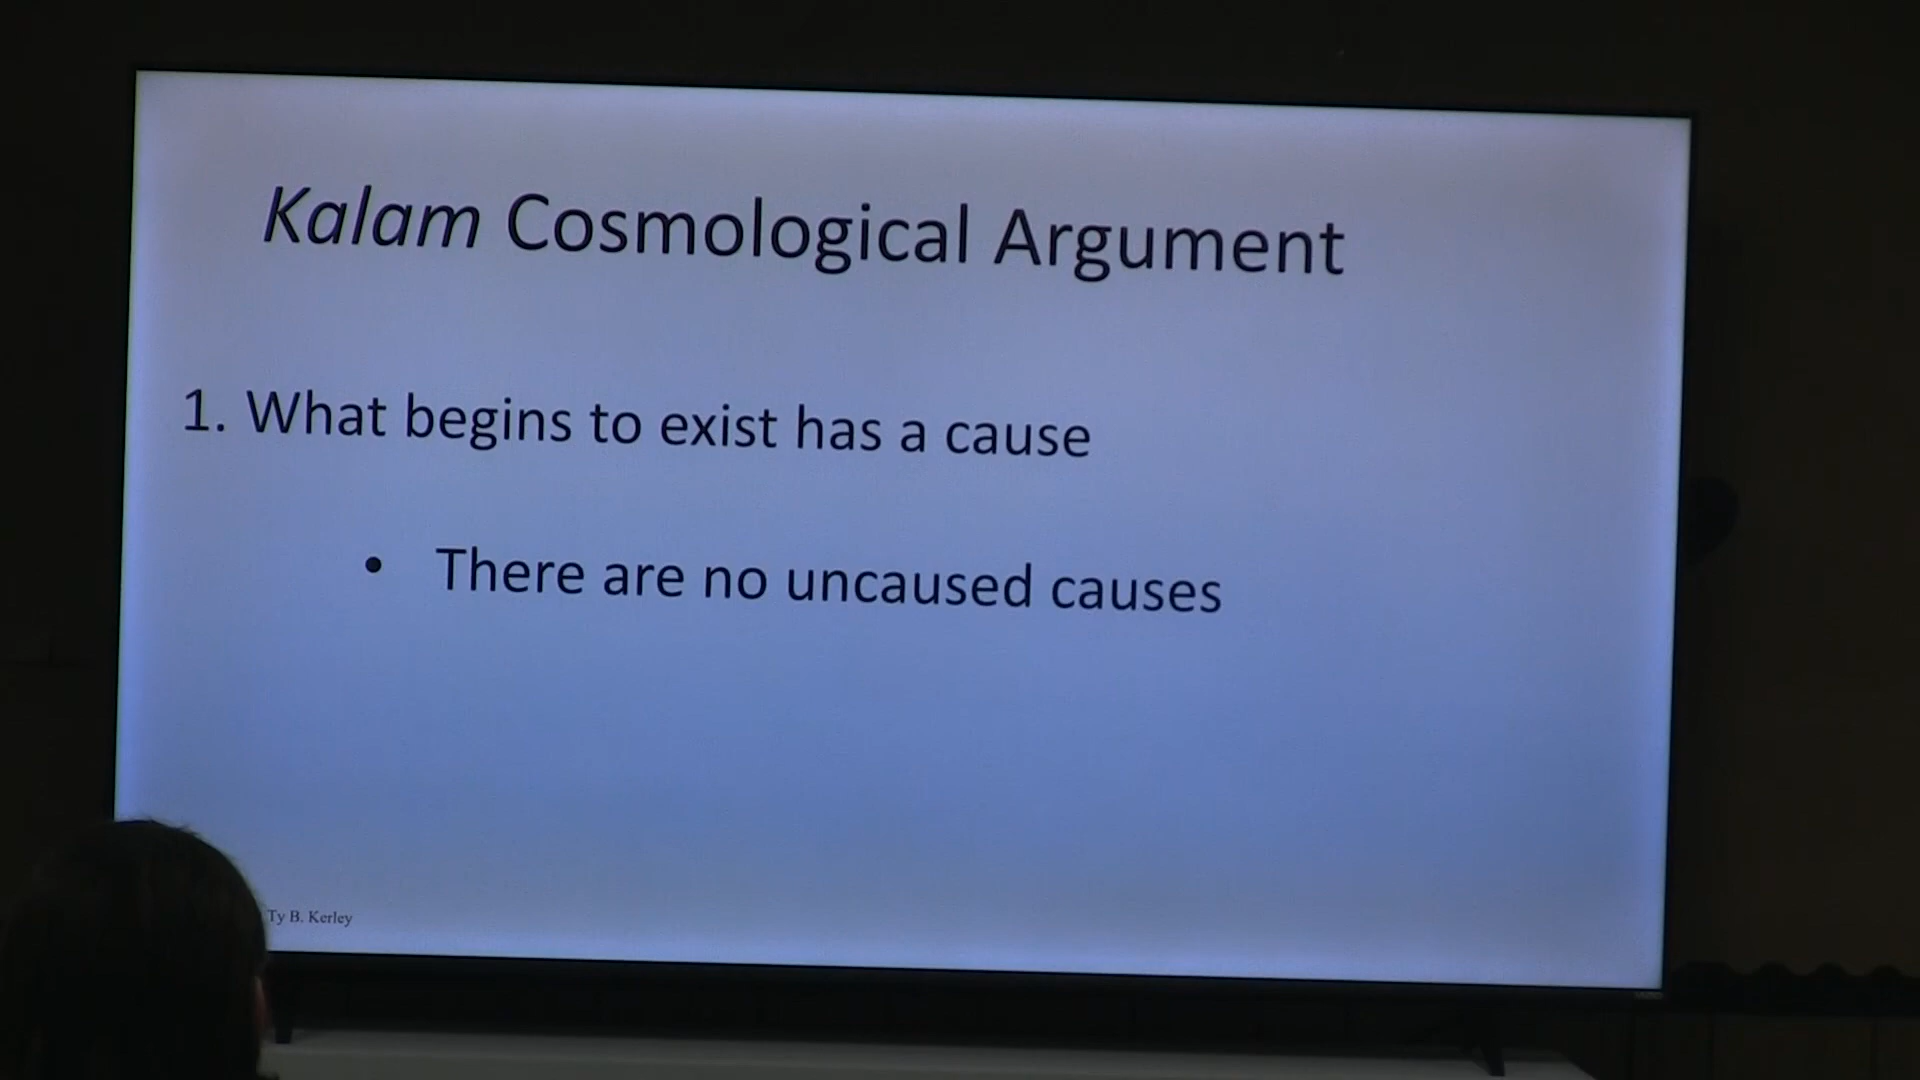 Kalam Cosmological Argument
1. What begins to exist has a cause
• There are no uncaused causes
Ty B. Kerley